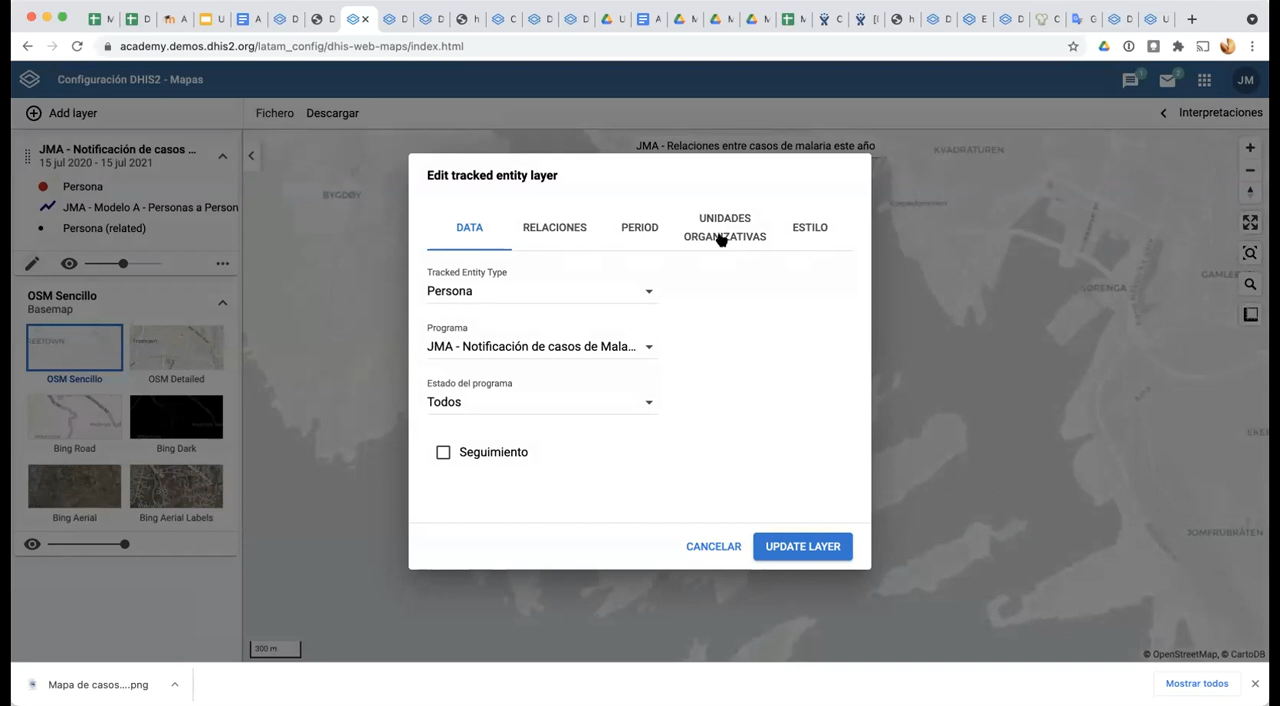 M
D
m A
U
A
D
D
x
D
D
h
C
D
D
U
A
M
M
M
M
C
[[
h
D
E
D
C
G
D
U
academy.demos.dhis2.org/latam_config/dhis-web-maps/index.html
Configuración DHIS2 - Mapas
1
2
JM
Add layer
Fichero
Descargar
Interpretaciones
JMA - Notificación de casos ...
15 jul 2020 - 15 jul 2021
Persona
JMA - Modelo A - Personas a Person
Persona (related)
OSM Sencillo
Basemap
REETOWN
OSM Sencillo
OSM Detailed
Bing Road
Bing Dark
Bing Aerial
Bing Aerial Labels
JMA - Relaciones entre casos de malaria este año
KVADRATUREN
BYGDØY
GAMLE
SØRENGA
EKE
JOMFRUBRÅTEN
Edit tracked entity layer
DATA
RELACIONES
PERIOD
UNIDADES
ORGANIZATIVAS
ESTILO
Tracked Entity Type
Persona
Programa
JMA - Notificación de casos de Mala...
Estado del programa
Todos
Seguimiento
CANCELAR
UPDATE LAYER
300 m
© OpenStreetMap, © CartoDB
Mapa de casos....png
Mostrar todos